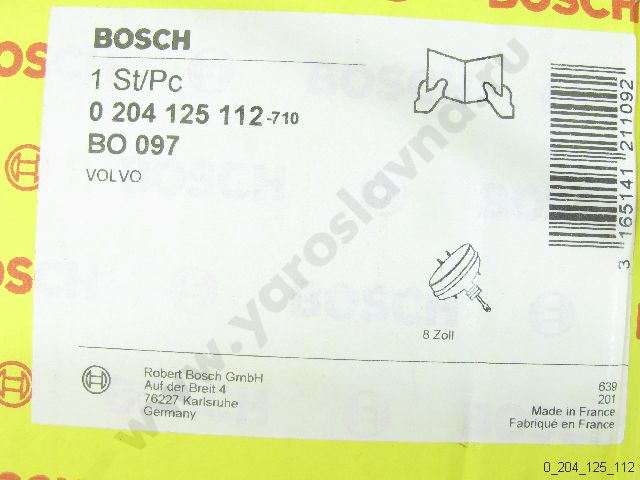 BOSCH
1 St/Pc
0 204 125 112-710
BO 097
VOLVO
3 165141 211092
8 Zoll
Robert Bosch GmbH
Auf der Breit 4
76227 Karlsruhe
Germany
639
201
Made in France
Fabriqué en France
www.yaroslavna.ru
0_204_125_112